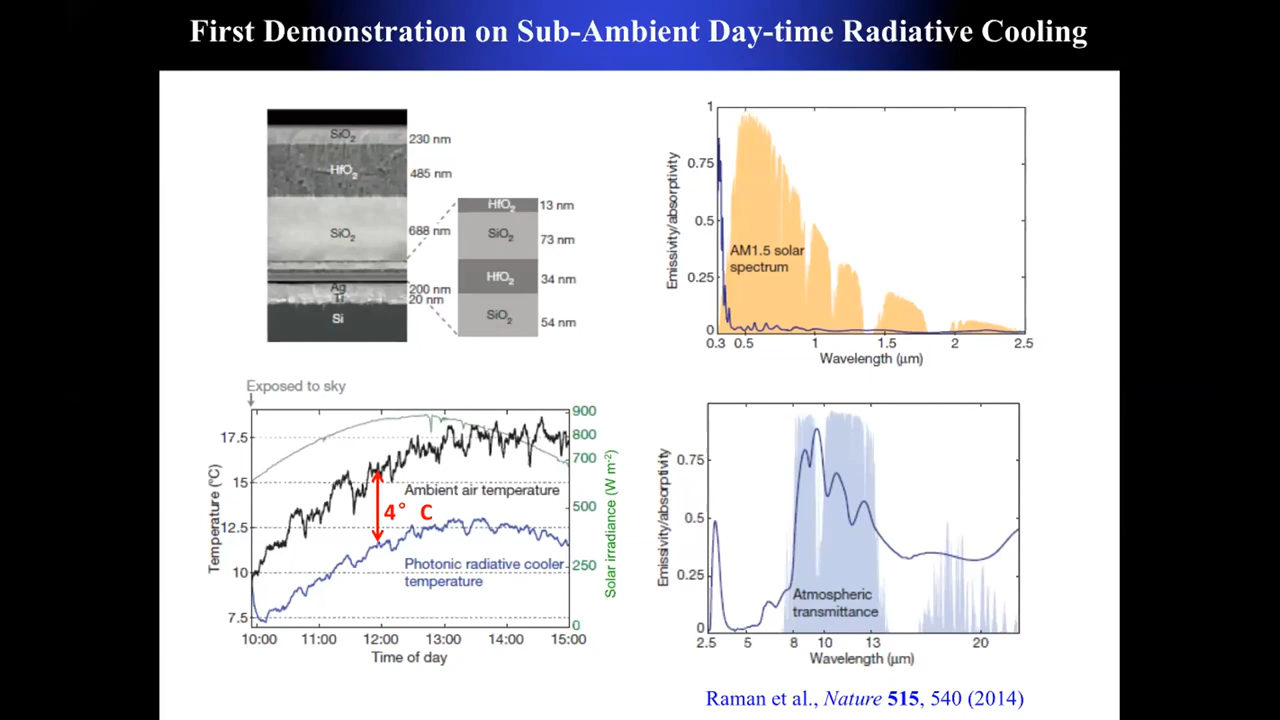 First Demonstration on Sub-Ambient Day-time Radiative Cooling
SiO2
230 nm
HfO2
485 nm
SiO2
688 nm
Ag
200 nm
Ti
20 nm
Si
HfO2
13 nm
SiO2
73 nm
HfO2
34 nm
SiO2
54 nm
Emissivity/absorptivity
1
0.75
0.5
0.25
0
AM1.5 solar
spectrum
0.3 0.5 1 1.5 2 2.5
Wavelength (μm)
Exposed to sky
Temperature (°C)
17.5
15
12.5
10
7.5
Ambient air temperature
4° C
Photonic radiative cooler
temperature
900
800
700
500
250
0
Solar irradiance (W m-2)
10:00 11:00 12:00 13:00 14:00 15:00
Time of day
Emissivity/absorptivity
0.75
0.5
0.25
0
Atmospheric
transmittance
2.5 5 8 10 13 20
Wavelength (μm)
Raman et al., Nature 515, 540 (2014)